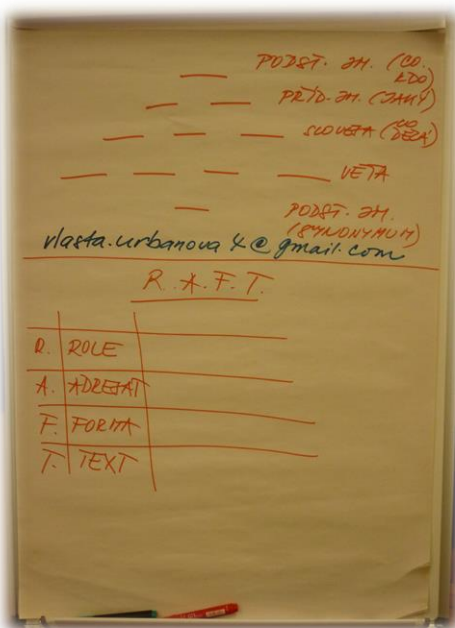 PODST. JM. (CO. KDO)
PŘÍD. JM. (JAKÝ)
SLOVESA (CO DĚLÁ)
VĚTA
PODST. JM. (SYNONYMUM)
vlasta.urbanova4@gmail.com
R.A.F.T.
R. ROLE
A. ADRESÁT
F. FORMA
T. TEXT